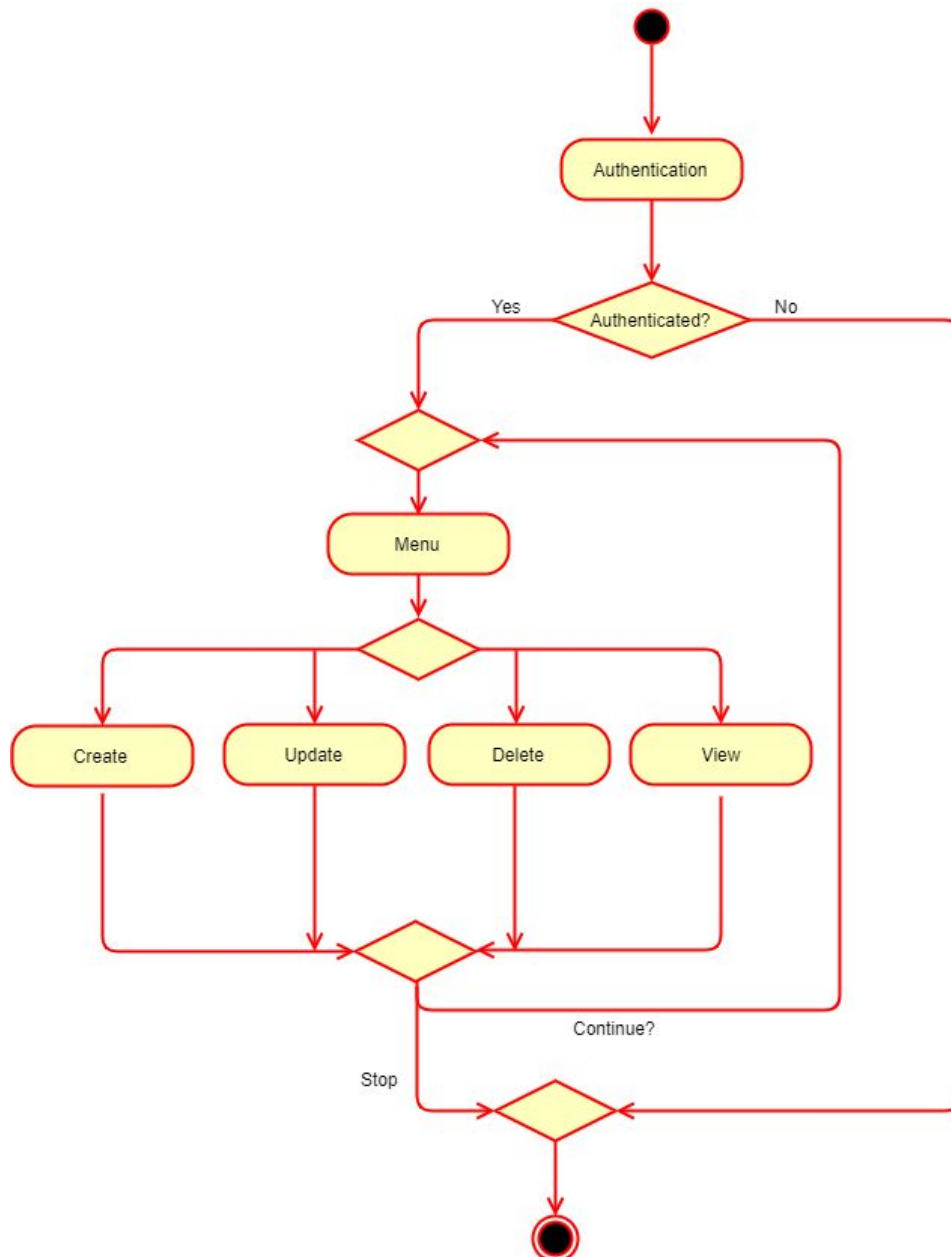 Authentication
Yes
Authenticated?
No
Menu
Create
Update
Delete
View
Continue?
Stop